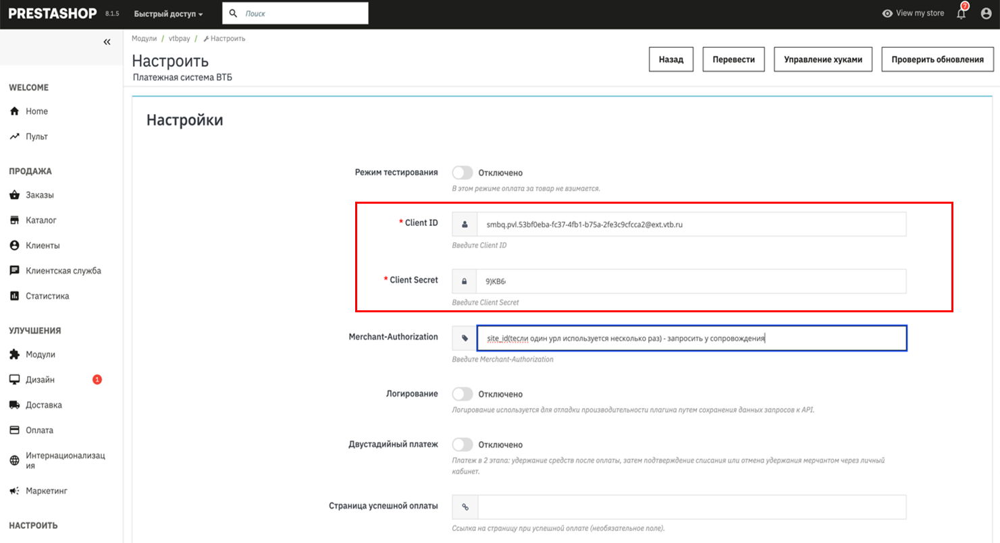 PRESTASHOP 8.1.5 Быстрый доступ Поиск View my store 7
Модули / vtbpay / Настроить
Настроить
Платежная система ВТБ
Назад Перевести Управление хуками Проверить обновления
WELCOME
Home
Пульт
ПРОДАЖА
Заказы
Каталог
Клиенты
Клиентская служба
Статистика
УЛУЧШЕНИЯ
Модули
Дизайн 1
Доставка
Оплата
Интернационализац
ия
Маркетинг
НАСТРОИТЬ
Настройки
Режим тестирования Отключено
В этом режиме оплата за товар не взимается.
* Client ID smbq.pvl.53bf0eba-fc37-4fb1-b75a-2fe3c9cfcca2@ext.vtb.ru
Введите Client ID
* Client Secret 9)KB6
Введите Client Secret
Merchant-Authorization site_id(тесли один урл используется несколько раз) - запросить у сопровождения
Введите Merchant-Authorization
Логирование Отключено
Логирование используется для отладки производительности плагина путем сохранения данных запросов к API.
Двустадийный платеж Отключено
Платеж в 2 этапа: удержание средств после оплаты, затем подтверждение списания или отмена удержания мерчантом через личный
кабинет.
Страница успешной оплаты
Ссылка на страницу при успешной оплате (необязательное поле).